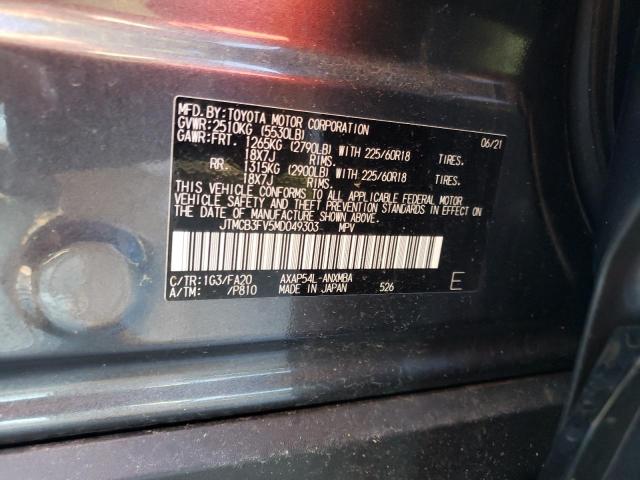 MFD. BY: TOYOTA MOTOR CORPORATION 06/21
GVWR: 2510KG (5530LB)
GAWR: FRT. 1265KG (2790LB) WITH 225/60R18 TIRES.
18X7J RIMS.
RR. 1315KG (2900LB) WITH 225/60R18 TIRES.
18X7J RIMS.
THIS VEHICLE CONFORMS TO ALL APPLICABLE FEDERAL MOTOR
VEHICLE SAFETY AND THEFT PREVENTION STANDARDS IN EFFECT
ON THE DATE OF MANUFACTURE SHOWN ABOVE.
JTMCB3FV5MD049303 MPV
C/TR: 1G3/FA20 AXAP54L-ANXMBA
A/TM: -/P810 MADE IN JAPAN 526 E